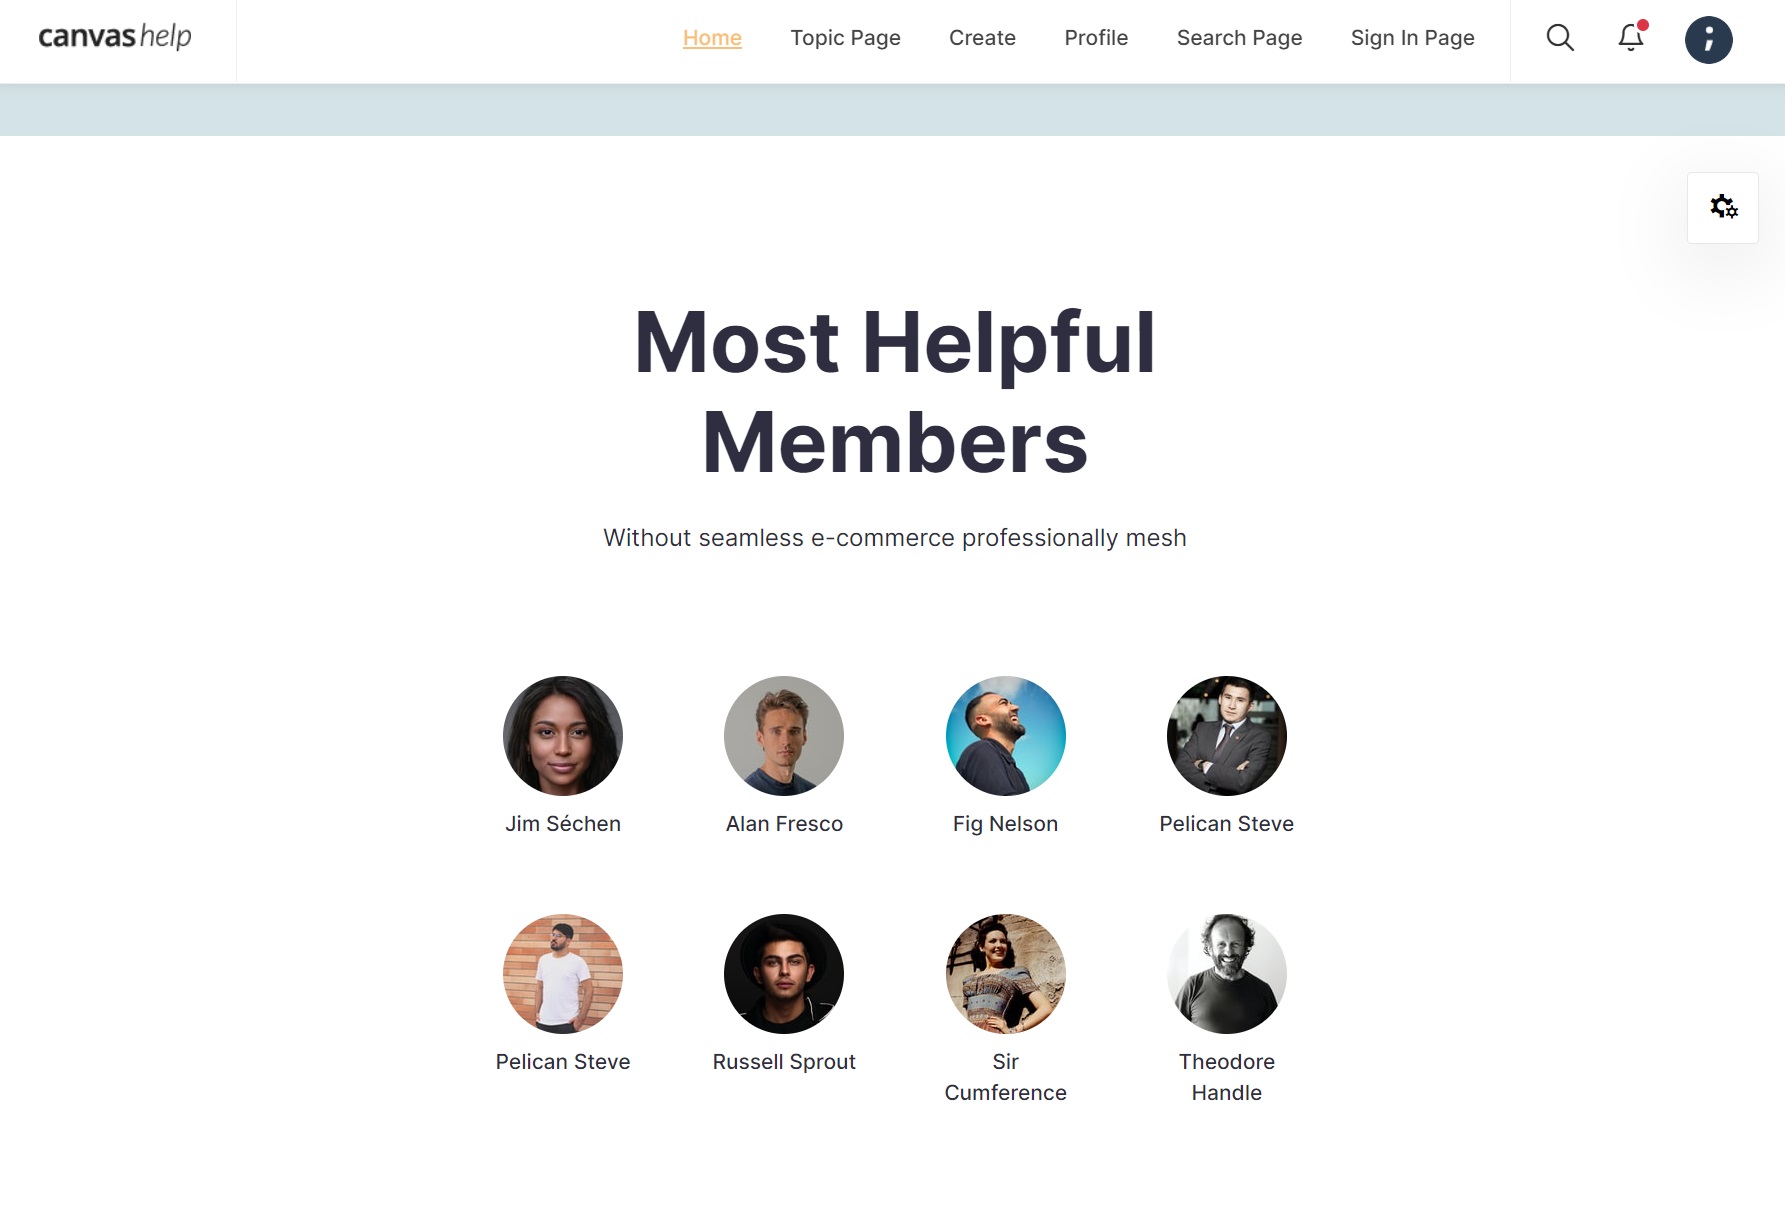 canvas help
Home
Topic Page
Create
Profile
Search Page
Sign In Page
Most Helpful
Members
Without seamless e-commerce professionally mesh
Jim Séchen
Alan Fresco
Fig Nelson
Pelican Steve
Pelican Steve
Russell Sprout
Sir
Cumference
Theodore
Handle